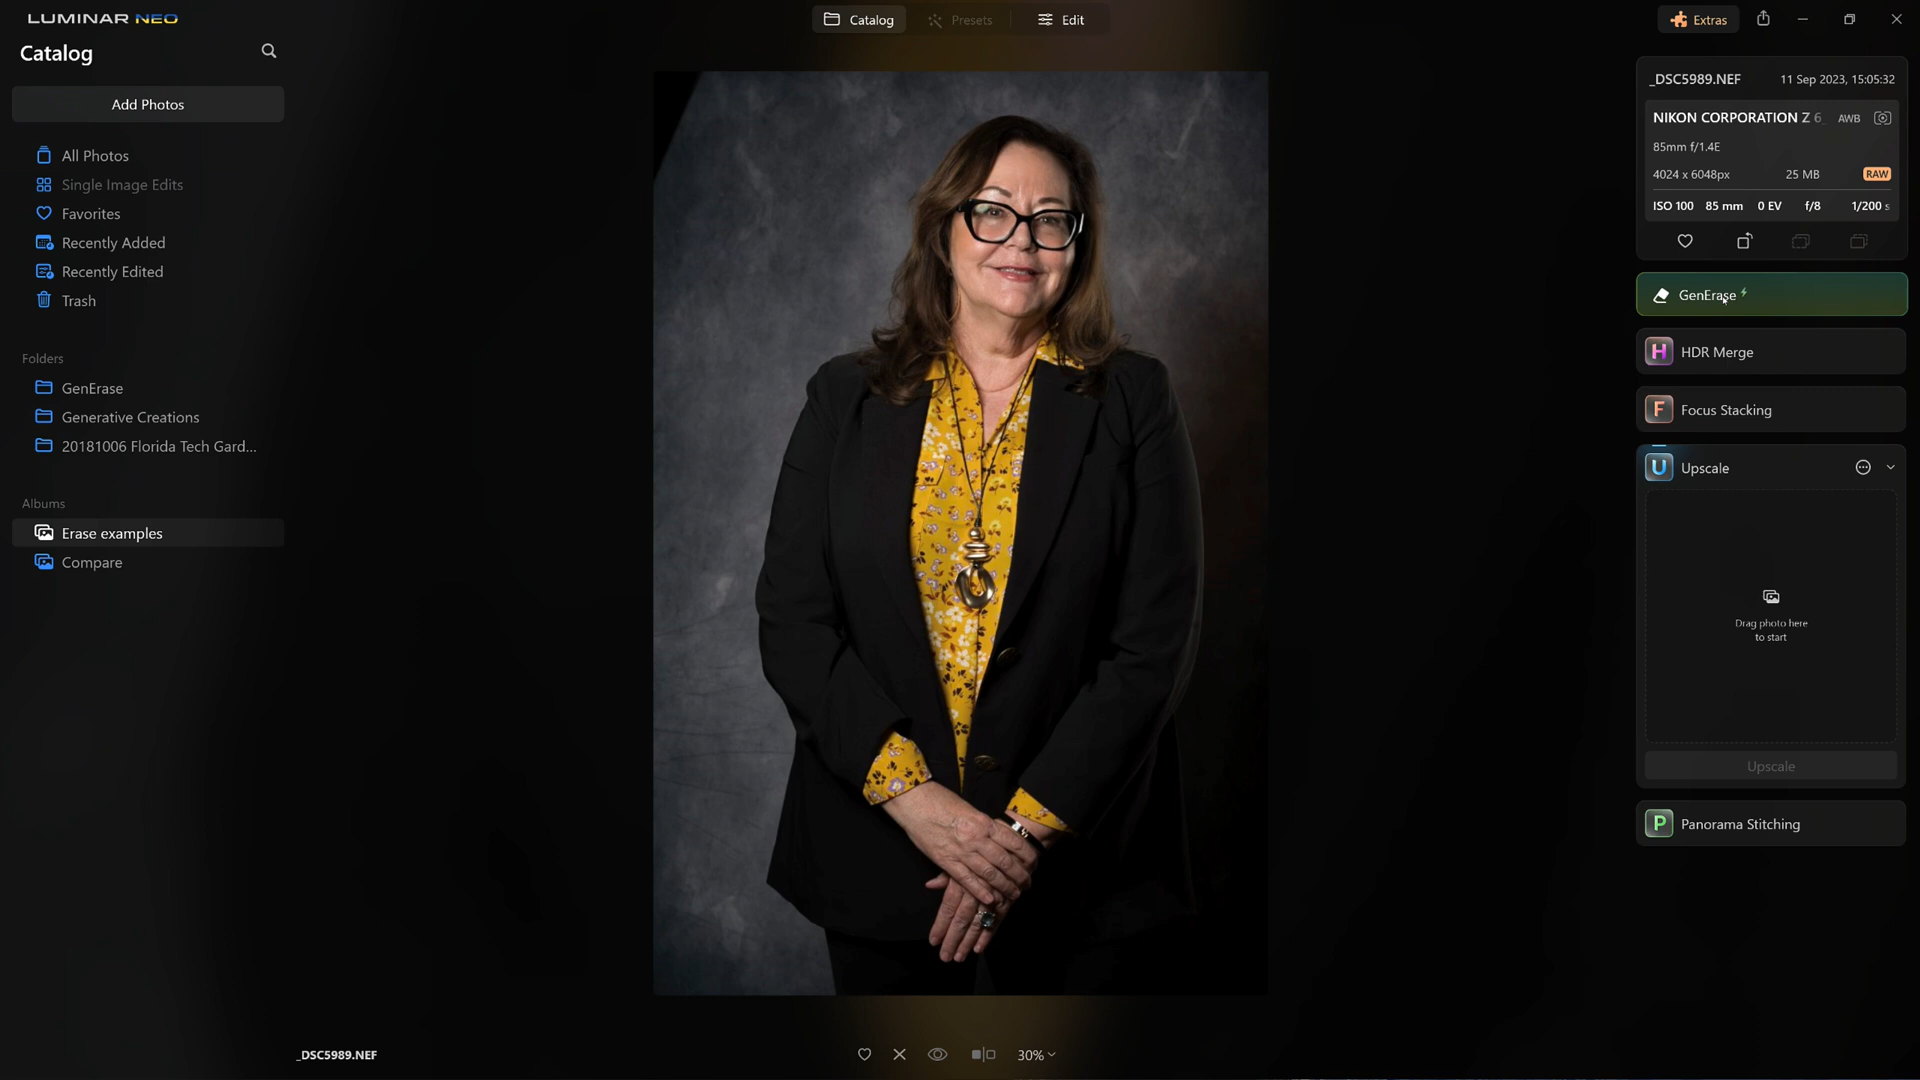 LUMINAR NEO
Catalog
Presets
Edit
Extras
Catalog
Add Photos
All Photos
Single Image Edits
Favorites
Recently Added
Recently Edited
Trash
Folders
GenErase
Generative Creations
20181006 Florida Tech Gard...
Albums
Erase examples
Compare
_DSC5989.NEF
11 Sep 2023, 15:05:32
NIKON CORPORATION Z 6_
AWB
85mm f/1.4E
4024 x 6048px
25 MB
RAW
ISO 100
85 mm
0 EV
f/8
1/200 s
GenErase
H
HDR Merge
F
Focus Stacking
U
Upscale
Drag photo here
to start
Upscale
P
Panorama Stitching
_DSC5989.NEF
30%